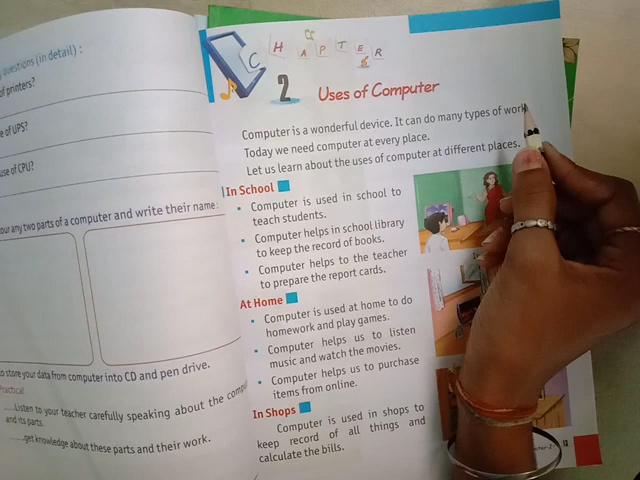 questions (in detail) :
of printers?
e of UPS?
use of CPU?
our any two parts of a computer and write their name:
to store your data from computer into CD and pen drive.
Practical
.....Listen to your teacher carefully speaking about the
and its parts.
.....get knowledge about these parts and their work.
CHAPTER
2
Uses of Computer
Computer is a wonderful device. It can do many types of work
Today we need computer at every place.
Let us learn about the uses of computer at different places.
In School
• Computer is used in school to
teach students.
• Computer helps in school library
to keep the record of books.
• Computer helps to the teacher
to prepare the report cards.
At Home
• Computer is used at home to do
homework and play games.
• Computer helps us to listen
music and watch the movies.
• Computer helps us to purchase
items from online.
In Shops
Computer is used in shops to
keep record of all things and
calculate the bills.
13